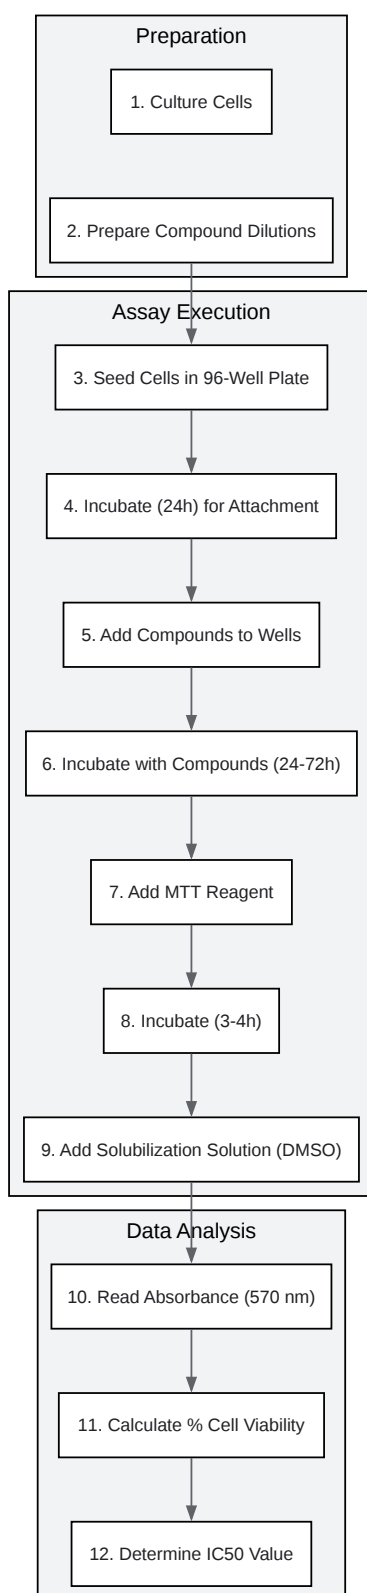 Preparation
1. Culture Cells
2. Prepare Compound Dilutions
Assay Execution
3. Seed Cells in 96-Well Plate
4. Incubate (24h) for Attachment
5. Add Compounds to Wells
6. Incubate with Compounds (24-72h)
7. Add MTT Reagent
8. Incubate (3-4h)
9. Add Solubilization Solution (DMSO)
Data Analysis
10. Read Absorbance (570 nm)
11. Calculate % Cell Viability
12. Determine IC50 Value